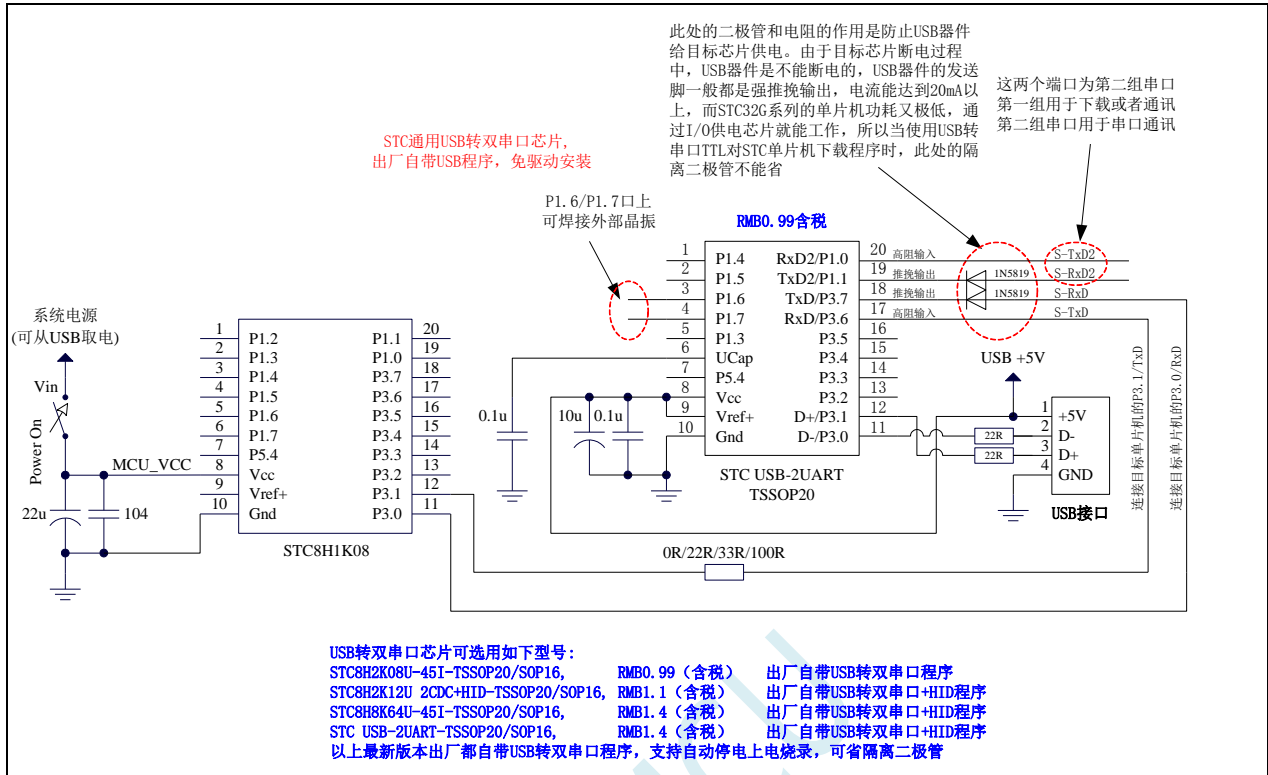 此处的二极管和电阻的作用是防止USB器件
给目标芯片供电。由于目标芯片断电过程
中，USB器件是不能断电的，USB器件的发送
脚一般都是强推挽输出，电流能达到20mA以
上，而STC32G系列的单片机功耗又极低，通
过I/O供电芯片就能工作，所以当使用USB转
串口TTL对STC单片机下载程序时，此处的隔
离二极管不能省
这两个端口为第二组串口
第一组用于下载或者通讯
第二组串口用于串口通讯
STC通用USB转双串口芯片,
出厂自带USB程序，免驱动安装
P1.6/P1.7口上
可焊接外部晶振
RMB0.99含税
1 P1.4 RxD2/P1.0 20 高阻输入 S-TxD2
2 P1.5 TxD2/P1.1 19 推挽输出 1N5819 S-RxD2
3 P1.6 TxD/P3.7 18 推挽输出 1N5819 S-RxD
4 P1.7 RxD/P3.6 17 高阻输入 S-TxD
5 P1.3 P3.5 16
6 UCap P3.4 15
7 P5.4 P3.3 14
8 Vcc P3.2 13
9 Vref+ D+/P3.1 12
10 Gnd D-/P3.0 11
STC USB-2UART
TSSOP20
0.1u
10u
0.1u
USB +5V
22R
22R
1 +5V
2 D-
3 D+
4 GND
USB接口
连接目标单片机的P3.1/TxD
连接目标单片机的P3.0/RxD
系统电源
(可从USB取电)
Vin
Power On
MCU_VCC
22u
104
1 P1.2 P1.1 20
2 P1.3 P1.0 19
3 P1.4 P3.7 18
4 P1.5 P3.6 17
5 P1.6 P3.5 16
6 P1.7 P3.4 15
7 P5.4 P3.3 14
8 Vcc P3.2 13
9 Vref+ P3.1 12
10 Gnd P3.0 11
STC8H1K08
0R/22R/33R/100R
USB转双串口芯片可选用如下型号:
STC8H2K08U-45I-TSSOP20/SOP16, RMB0.99（含税） 出厂自带USB转双串口程序
STC8H2K12U 2CDC+HID-TSSOP20/SOP16, RMB1.1（含税） 出厂自带USB转双串口+HID程序
STC8H8K64U-45I-TSSOP20/SOP16, RMB1.4（含税） 出厂自带USB转双串口+HID程序
STC USB-2UART-TSSOP20/SOP16, RMB1.4（含税） 出厂自带USB转双串口+HID程序
以上最新版本出厂都自带USB转双串口程序，支持自动停电上电烧录，可省隔离二极管